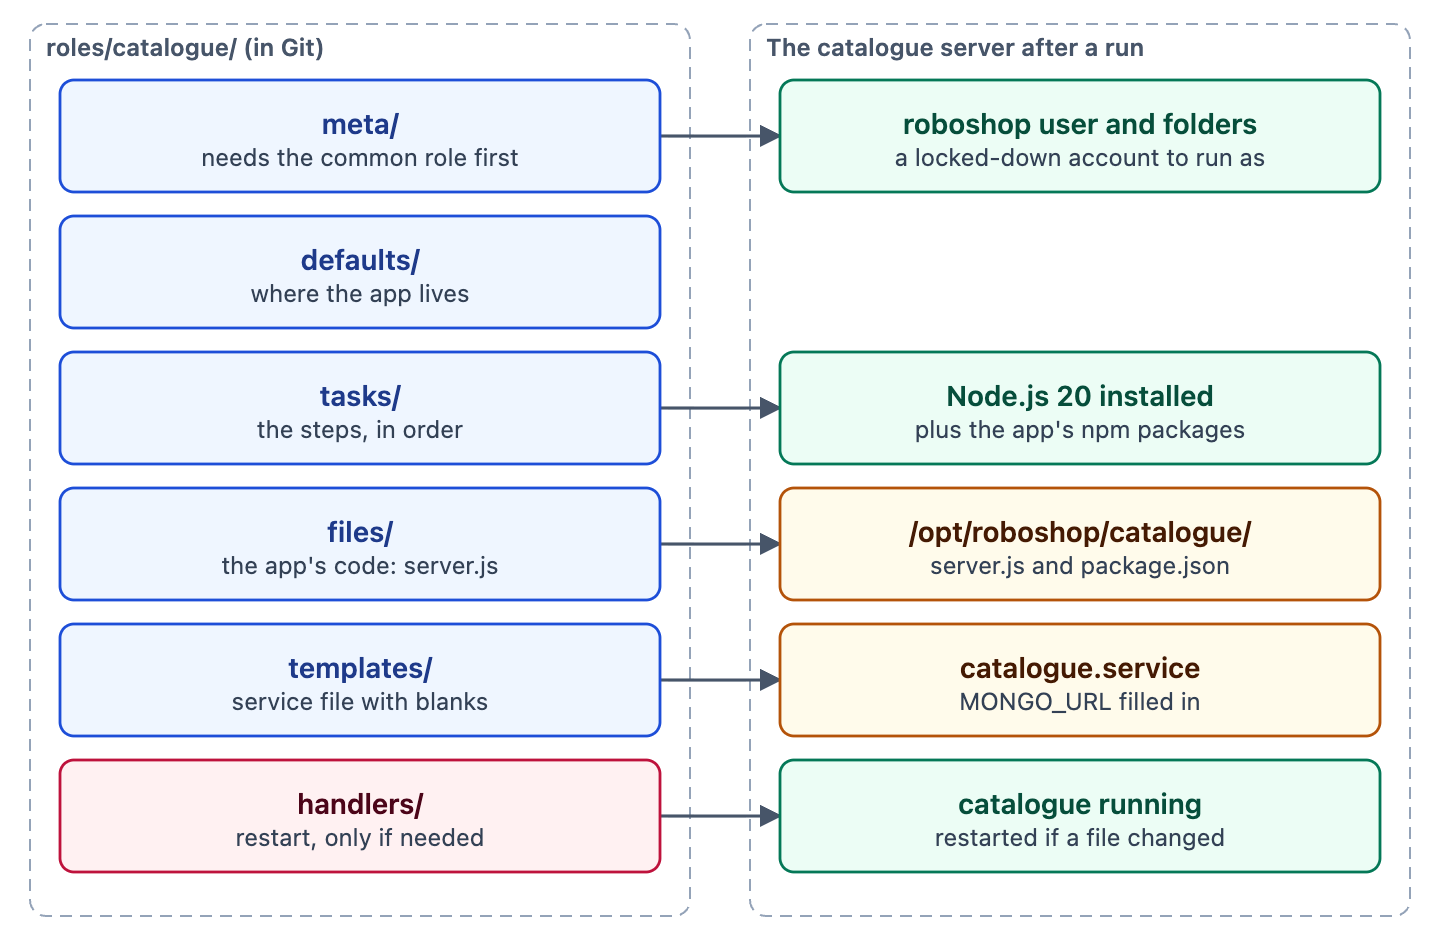 roles/catalogue/ (in Git)
meta/
needs the common role first
defaults/
where the app lives
tasks/
the steps, in order
files/
the app's code: server.js
templates/
service file with blanks
handlers/
restart, only if needed
The catalogue server after a run
roboshop user and folders
a locked-down account to run as
Node.js 20 installed
plus the app's npm packages
/opt/roboshop/catalogue/
server.js and package.json
catalogue.service
MONGO_URL filled in
catalogue running
restarted if a file changed